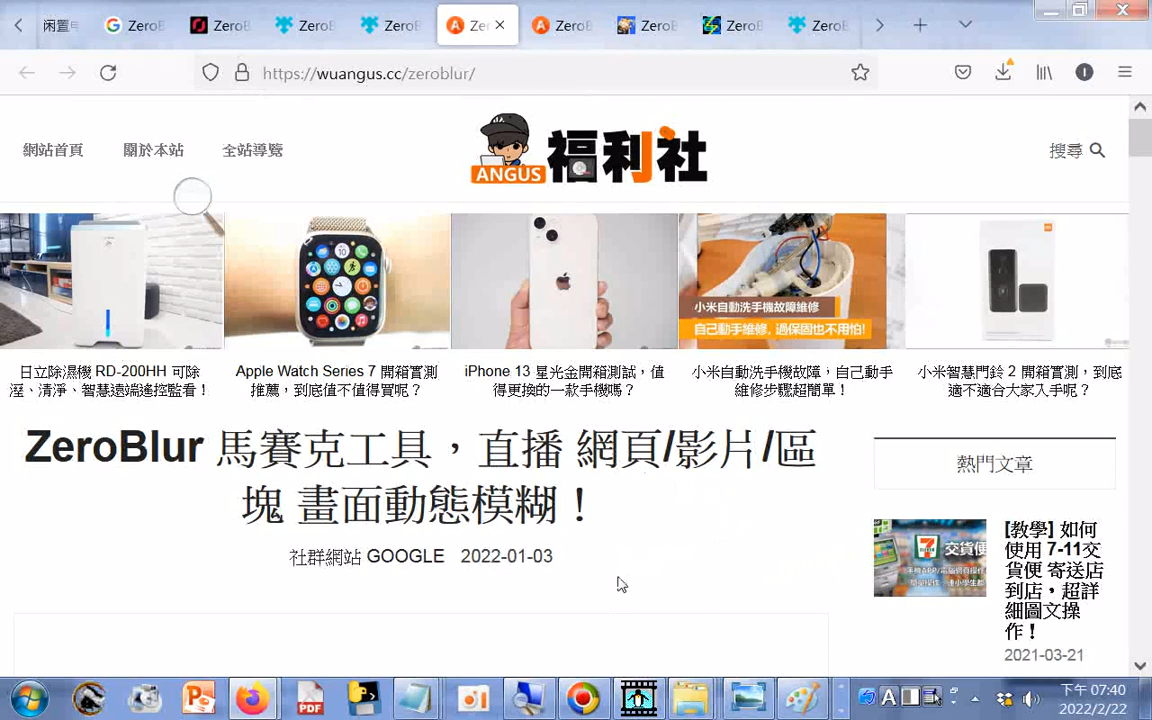 闲置
ZeroB
ZeroB
ZeroB
ZeroB
Ze
ZeroB
ZeroB
ZeroB
ZeroB
https://wuangus.cc/zeroblur/
網站首頁
關於本站
全站導覽
ANGUS 福利社
搜尋
小米自動洗手機故障維修
自己動手維修, 過保固也不用怕!
日立除濕機 RD-200HH 可除
溼、清淨、智慧遠端遙控監看！
Apple Watch Series 7 開箱實測
推薦，到底值不值得買呢？
iPhone 13 星光金開箱測試，值
得更換的一款手機嗎？
小米自動洗手機故障，自己動手
維修步驟超簡單！
小米智慧門鈴 2 開箱實測，到底
適不適合大家入手呢？
ZeroBlur 馬賽克工具，直播 網頁/影片/區
塊 畫面動態模糊！
社群網站 GOOGLE 2022-01-03
熱門文章
交貨便
[教學] 如何
使用 7-11交
貨便 寄送店
到店，超詳
細圖文操
作！
2021-03-21
下午 07:40
2022/2/22